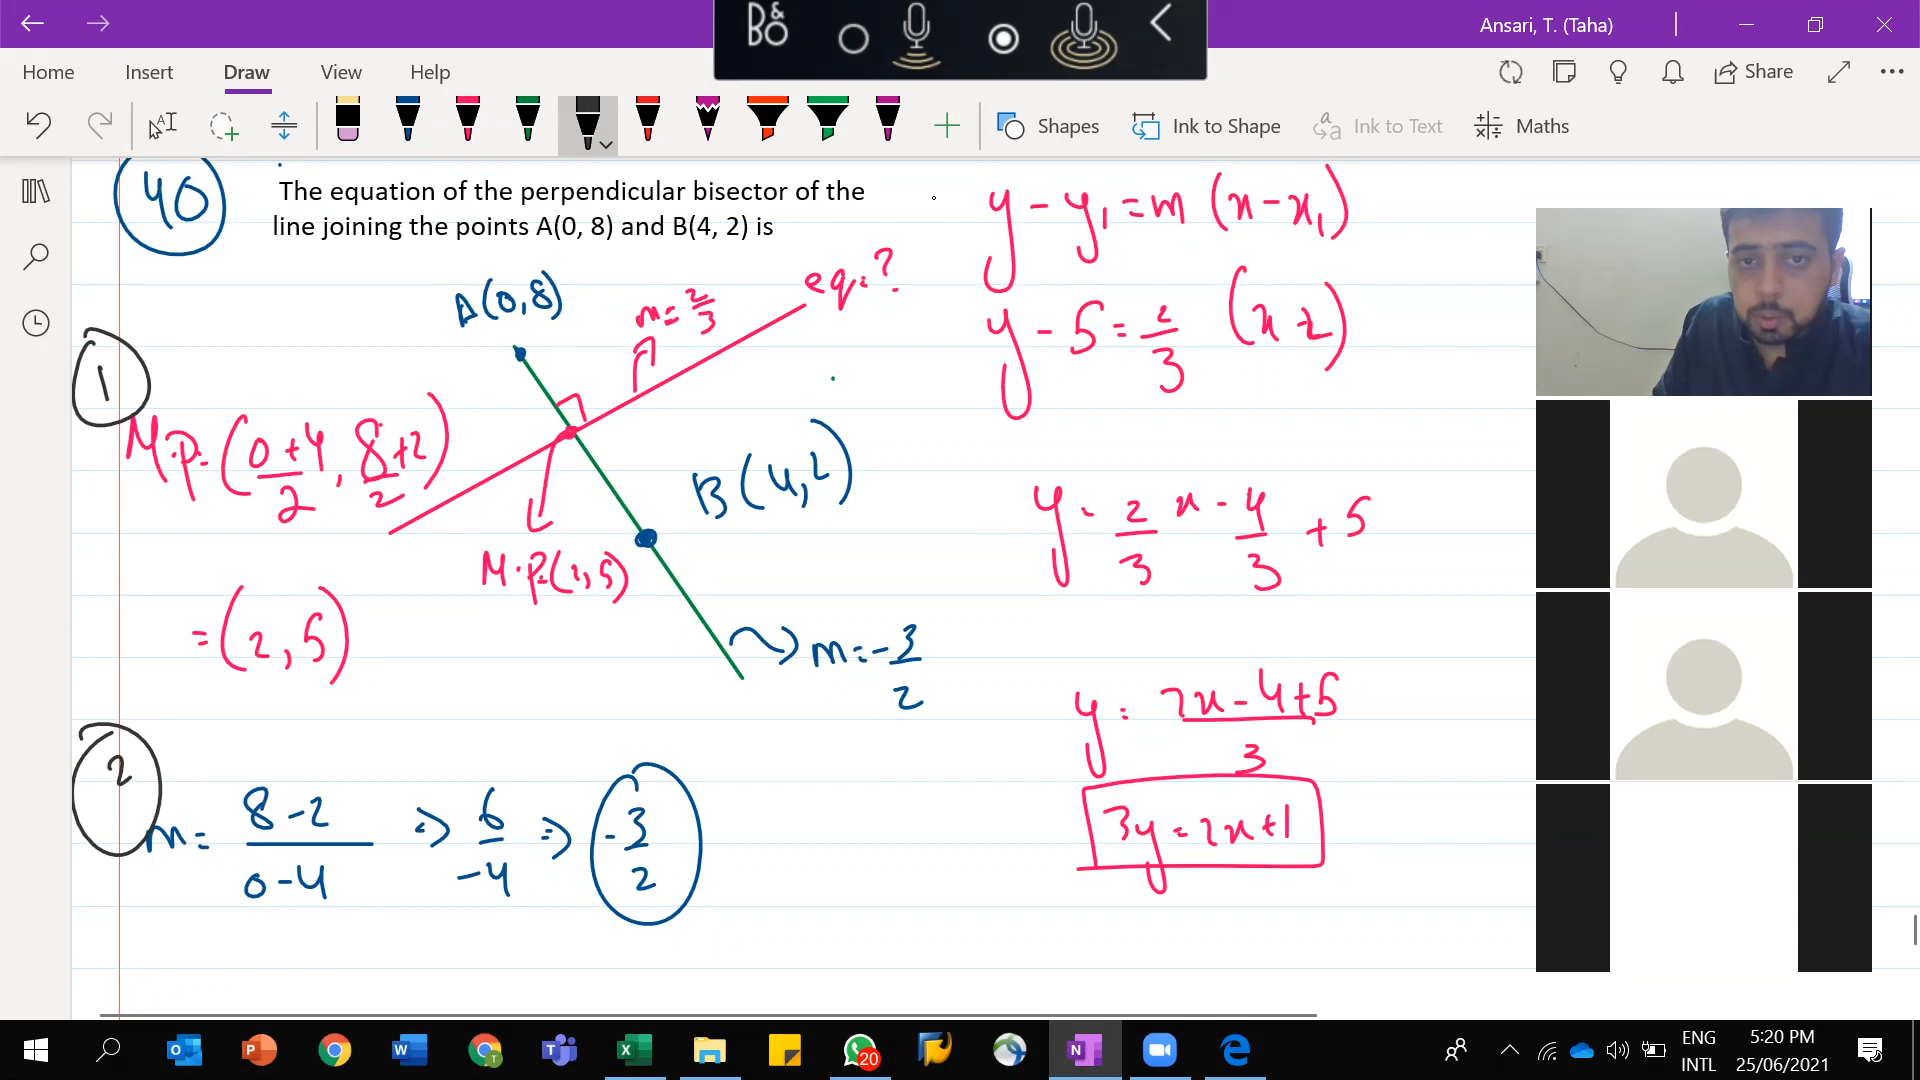 B&O
Ansari, T. (Taha)
Home Insert Draw View Help
Share
Shapes Ink to Shape Ink to Text Maths
40
The equation of the perpendicular bisector of the
line joining the points A(0, 8) and B(4, 2) is
y - y₁ = m (x - x₁)
A(0,8)
m = 2/3
eq.?
y - 5 = 2/3 (x 2)
1
M.P = (0+4/2, 8+2/2)
B(4,2)
y = 2/3 x - 4/3 + 5
M.P = (2,5)
= (2,5)
m = -3/2
y = 2x - 4 + 5 / 3
2
m = 8-2/0-4 => 6/-4 => -3/2
3y = 2x + 1
20
ENG
INTL
5:20 PM
25/06/2021